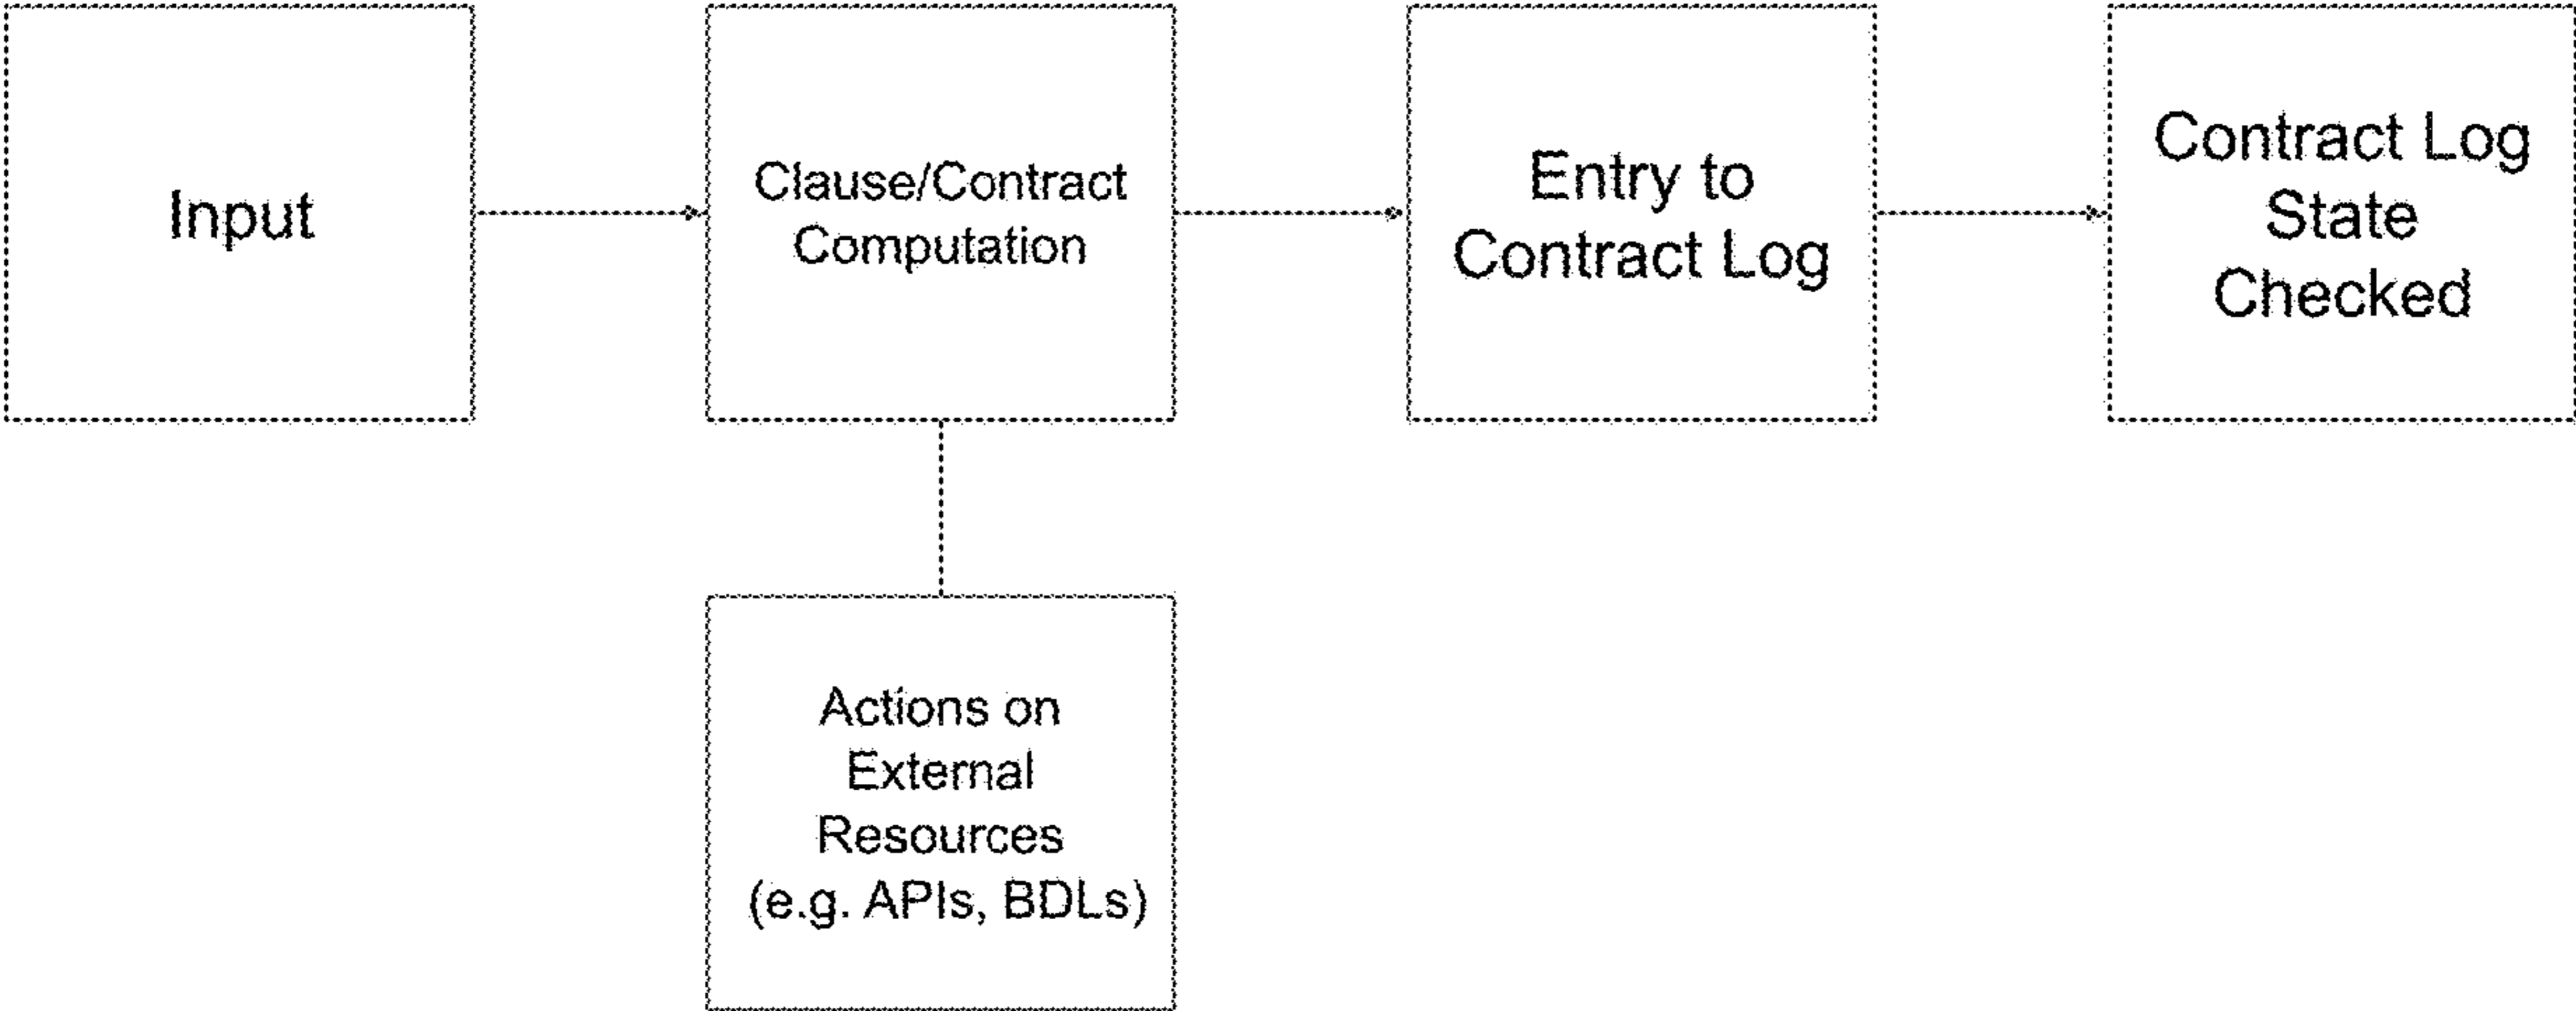 Input
Clause/Contract
Computation
Entry to
Contract Log
Contract Log
State
Checked
Actions on
External
Resources
(e.g. APIs, BDLs)